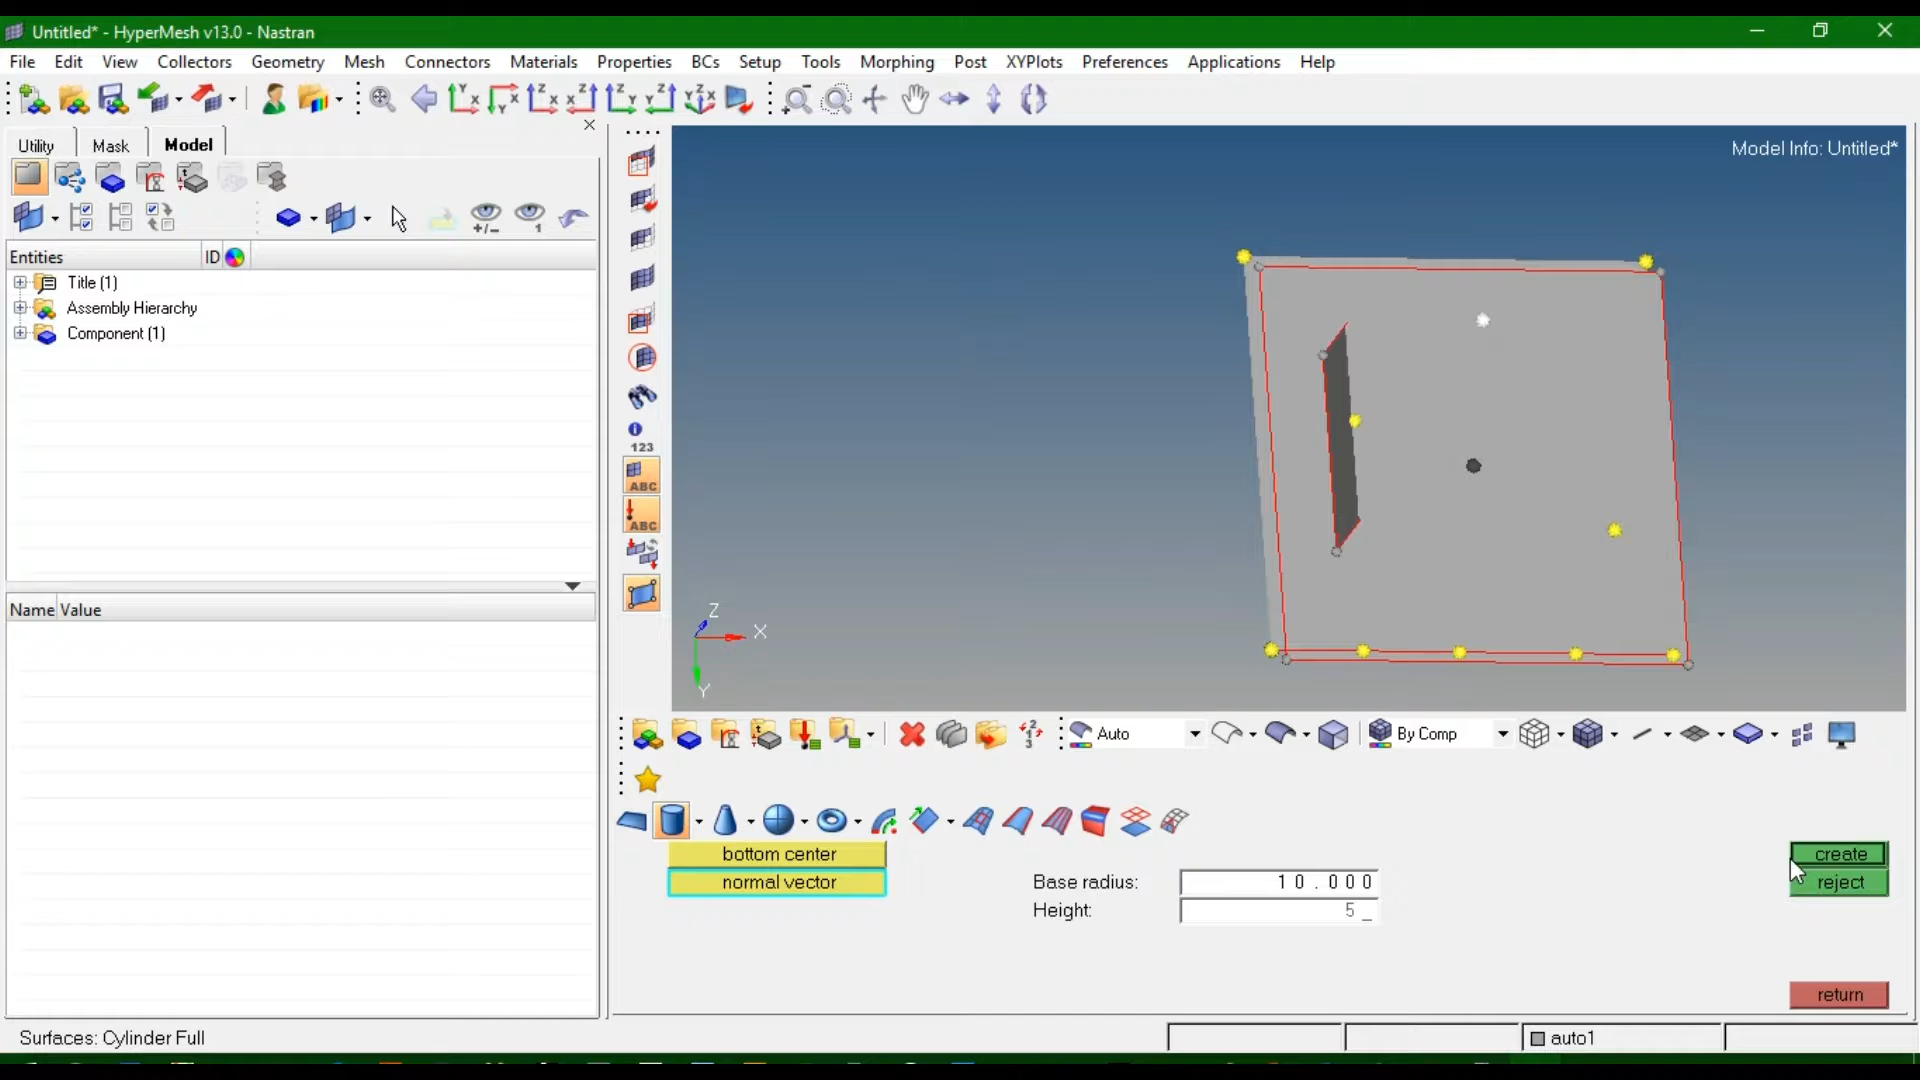 Untitled* - HyperMesh v13.0 - Nastran
File Edit View Collectors Geometry Mesh Connectors Materials Properties BCs Setup Tools Morphing Post XYPlots Preferences Applications Help
Utility Mask Model
Entities ID
Title (1)
Assembly Hierarchy
Component (1)
Name Value
123
ABC
ABC
Model Info: Untitled*
Z
X
Y
Auto
By Comp
bottom center
normal vector
Base radius: 10.000
Height: 5_
create
reject
return
Surfaces: Cylinder Full
auto1